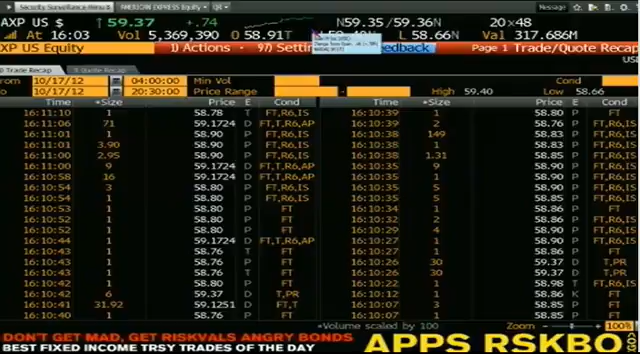 Security Surveillance Menu AMERICAN EXPRESS Equity QR Message
AXP US $ ↑ 59.37 + .74 N59.35 / 59.36N 20×48
At 16:03 Vol 5,369,390 O 58.91T L 58.66N Val 317.686M
XP US Equity 1) Actions 97) Settin edback Page 1 Trade/Quote Recap
Trade Recap Quote Recap
10/17/12 04:00:00 Min Vol Cond
10/17/12 20:30:00 Price Range - High 59.40 Low 58.66
Time Size Price E Cond Time Size Price E Cond
16:11:10 1 58.78 T FT,R6,IS 16:10:39 1 58.80 P FT
16:11:06 71 59.1724 D FT,T,R6,AP 16:10:39 2 58.76 P FT,R6,IS
16:11:01 1 58.90 P FT,R6,IS 16:10:38 149 58.83 P FT,R6,IS
16:11:01 3.90 58.90 P FT,R6,IS 16:10:38 1 58.83 P FT,R6,IS
16:11:00 2.95 58.90 P FT,R6,IS 16:10:38 1.31 58.85 P FT,R6,IS
16:11:00 9 59.1724 D FT,T,R6,AP 16:10:35 9 58.90 P FT,R6,IS
16:10:58 16 59.1724 D FT,T,R6,AP 16:10:35 1 58.80 P FT
16:10:54 3 58.80 P FT,R6,IS 16:10:35 5 58.80 P FT,R6,IS
16:10:54 1 58.80 P FT,R6,IS 16:10:35 5 58.85 P FT,R6,IS
16:10:53 1 58.80 P FT 16:10:34 1 58.86 P FT,R6,IS
16:10:52 1 58.80 P FT 16:10:32 2 58.86 P FT,R6,IS
16:10:52 1 58.80 P FT 16:10:29 4 58.90 P FT,R6,IS
16:10:44 1 59.1724 D FT,T,R6,AP 16:10:27 1 58.86 P FT,R6,IS
16:10:43 1 58.76 T FT 16:10:27 1 58.90 P FT,R6,IS
16:10:43 1 58.76 P FT 16:10:26 30 59.37 D T,PR
16:10:43 1 58.76 P FT 16:10:26 30 59.37 D T,PR
16:10:42 1 58.76 P FT 16:10:22 1 58.98 T FT,R6,IS
16:10:42 6 59.37 D T,PR 16:10:12 1 58.86 K FT
16:10:41 31.92 59.1251 D FT,T 16:10:07 3 58.85 P FT,R6,IS
16:10:40 1 58.76 P FT 16:10:07 1 58.85 P FT,R6,IS
*Volume scaled by 100 Zoom - + 100%
DON'T GET MAD, GET RISKVALS ANGRY BONDS
BEST FIXED INCOME TRSY TRADES OF THE DAY APPS RSKBO